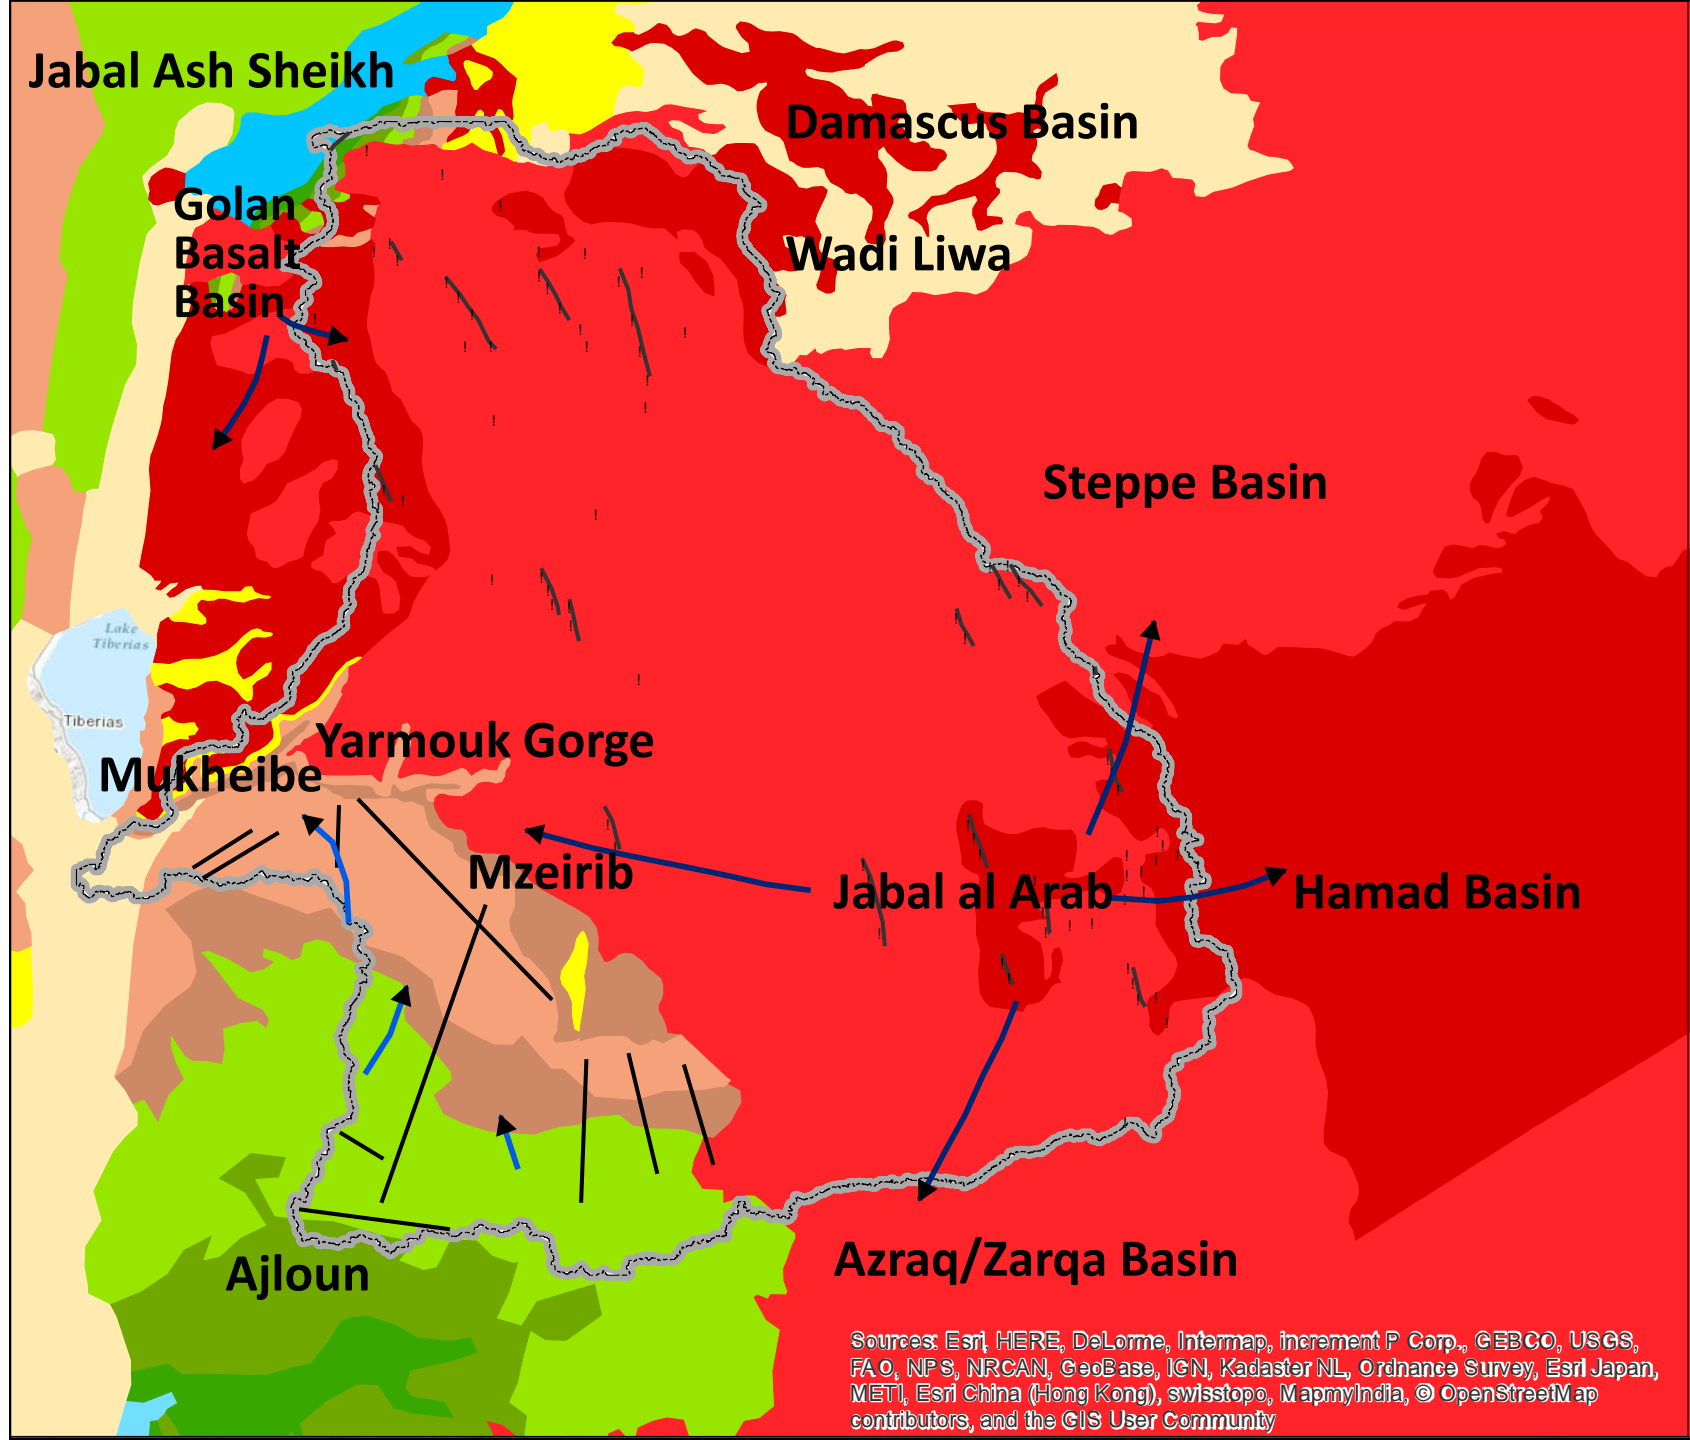 Jabal Ash Sheikh
Damascus Basin
Golan
Basalt
Basin
Wadi Liwa
Steppe Basin
Lake
Tiberias
Tiberias
Yarmouk Gorge
Mukheibe
Mzeirib
Jabal al Arab
Hamad Basin
Ajloun
Azraq/Zarqa Basin
Sources: Esri, HERE, DeLorme, Intermap, increment P Corp., GEBCO, USGS,
FAO, NPS, NRCAN, GeoBase, IGN, Kadaster NL, Ordnance Survey, Esri Japan,
METI, Esri China (Hong Kong), swisstopo, MapmyIndia, © OpenStreetMap
contributors, and the GIS User Community